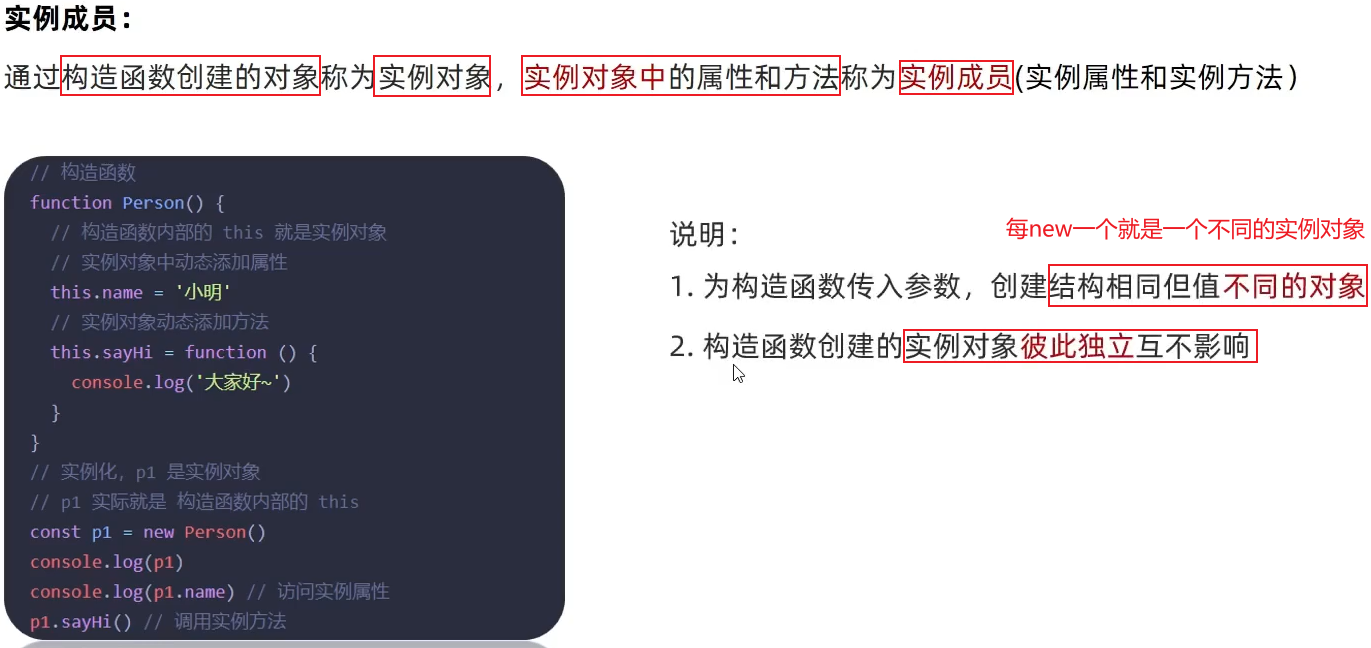 实例成员：
通过构造函数创建的对象称为实例对象，实例对象中的属性和方法称为实例成员(实例属性和实例方法）
// 构造函数
function Person() {
// 构造函数内部的 this 就是实例对象
// 实例对象中动态添加属性
this.name = '小明'
// 实例对象动态添加方法
this.sayHi = function () {
console.log('大家好~')
}
}
// 实例化，p1 是实例对象
// p1 实际就是 构造函数内部的 this
const p1 = new Person()
console.log(p1)
console.log(p1.name) // 访问实例属性
p1.sayHi() // 调用实例方法
说明：
每new一个就是一个不同的实例对象
1. 为构造函数传入参数，创建结构相同但值不同的对象
2. 构造函数创建的实例对象彼此独立互不影响